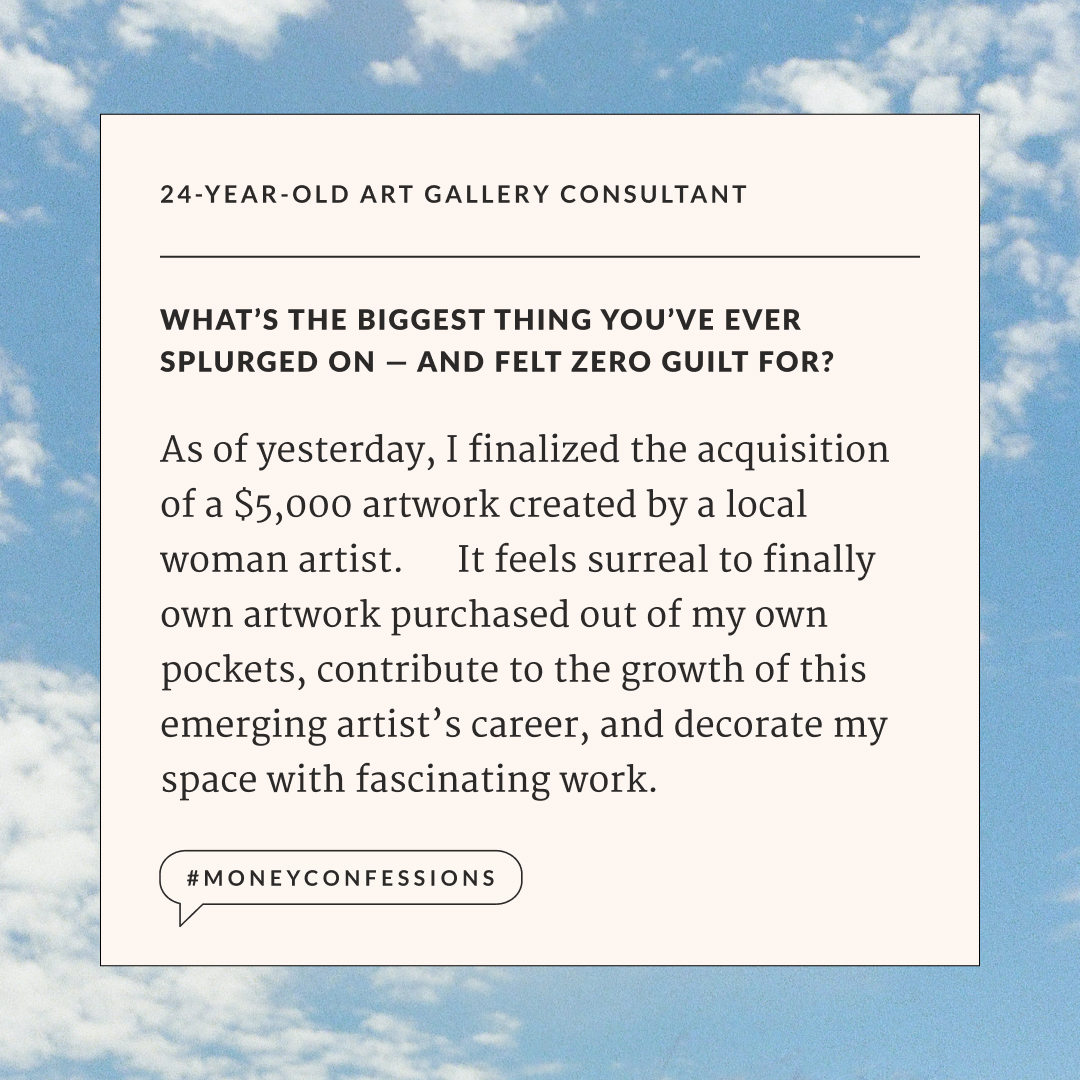 24-YEAR-OLD ART GALLERY CONSULTANT
WHAT’S THE BIGGEST THING YOU’VE EVER
SPLURGED ON — AND FELT ZERO GUILT FOR?
As of yesterday, I finalized the acquisition
of a $5,000 artwork created by a local
woman artist. It feels surreal to finally
own artwork purchased out of my own
pockets, contribute to the growth of this
emerging artist’s career, and decorate my
space with fascinating work.
#MONEYCONFESSIONS